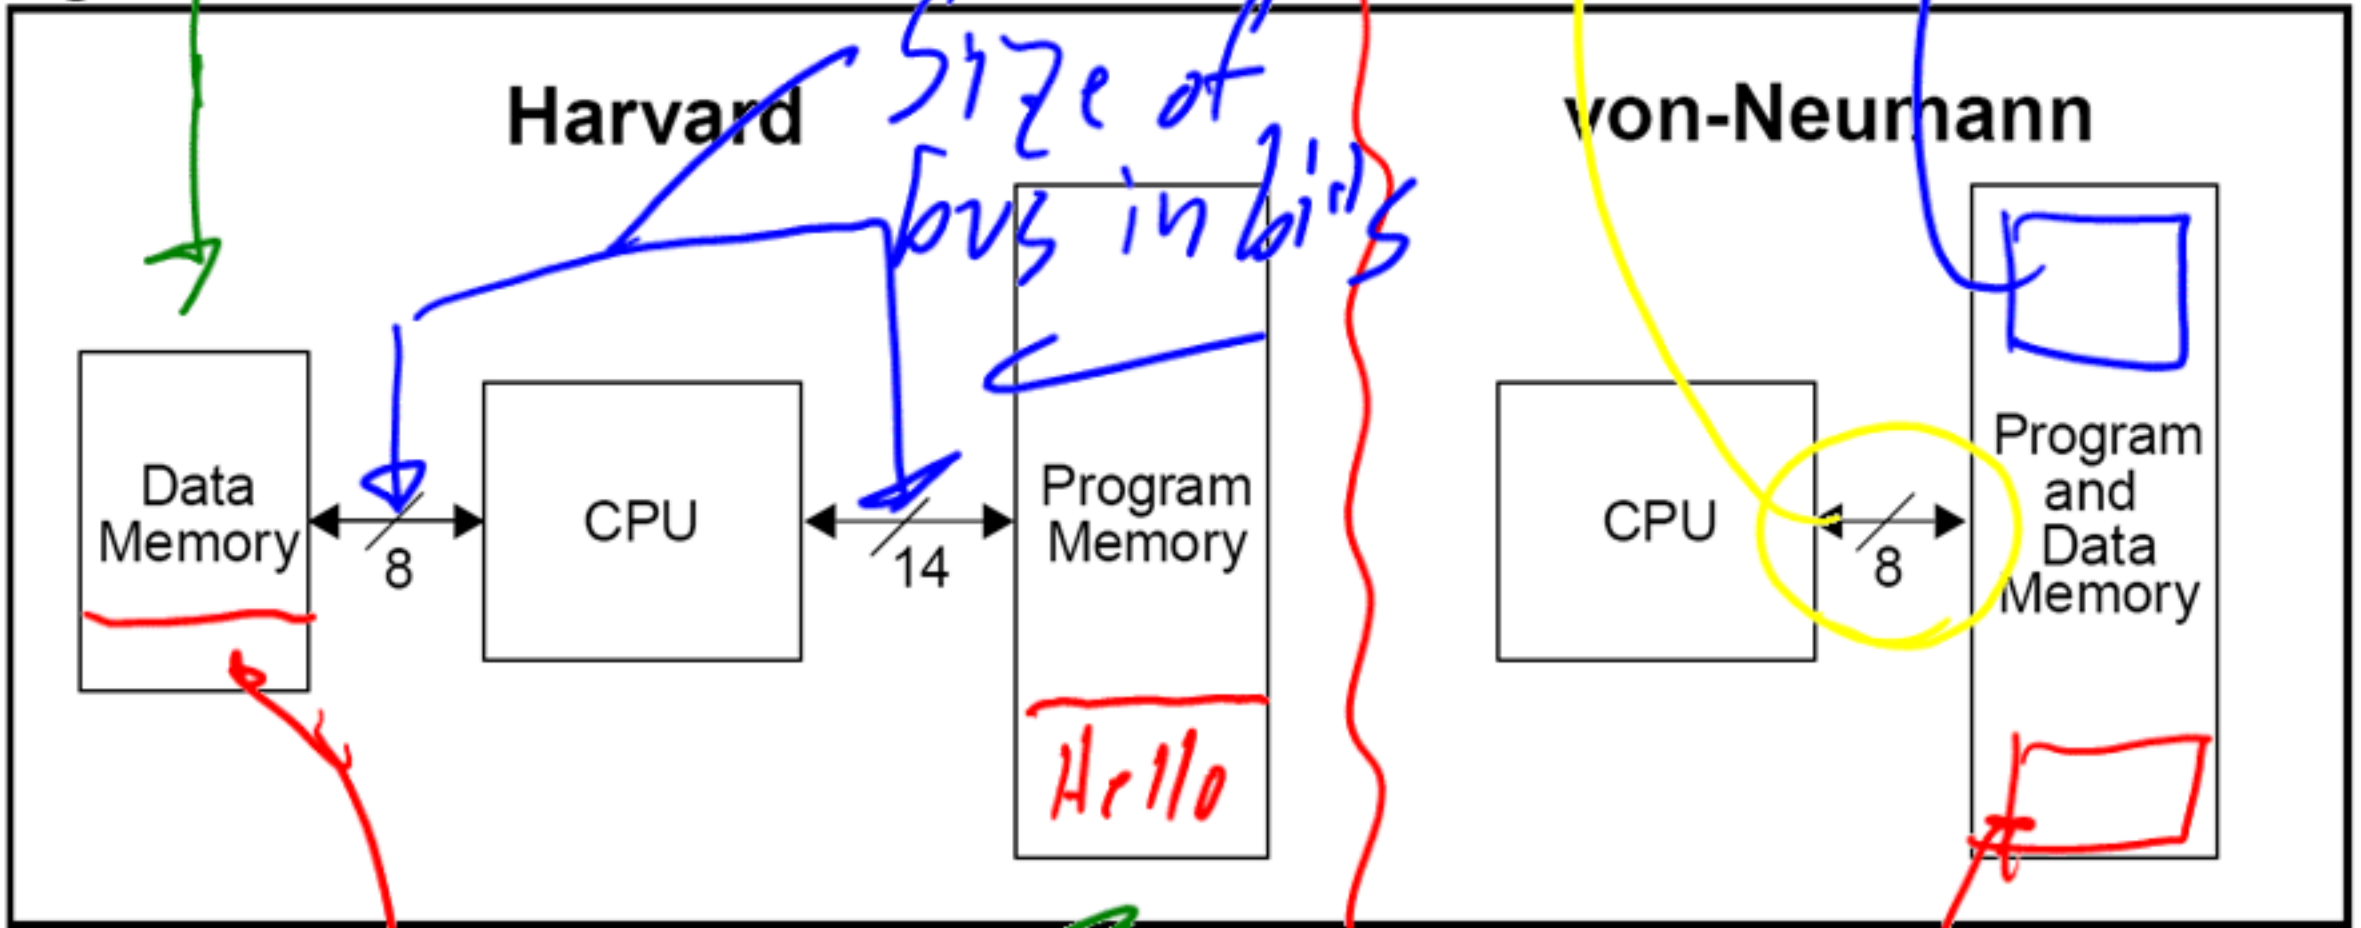 Size of
Harvard
bus in bits
Data
Memory
8
CPU
14
Program
Memory
Hello
von-Neumann
CPU
8
Program
and
Data
Memory